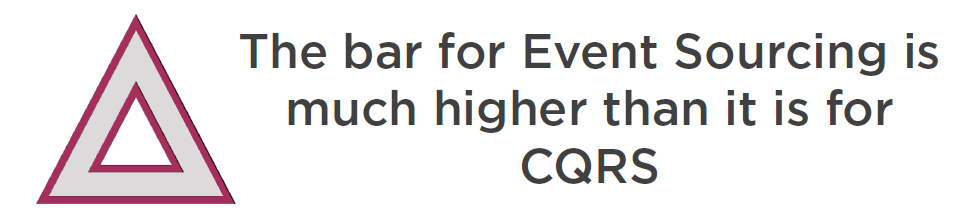 The bar for Event Sourcing is
much higher than it is for
CQRS